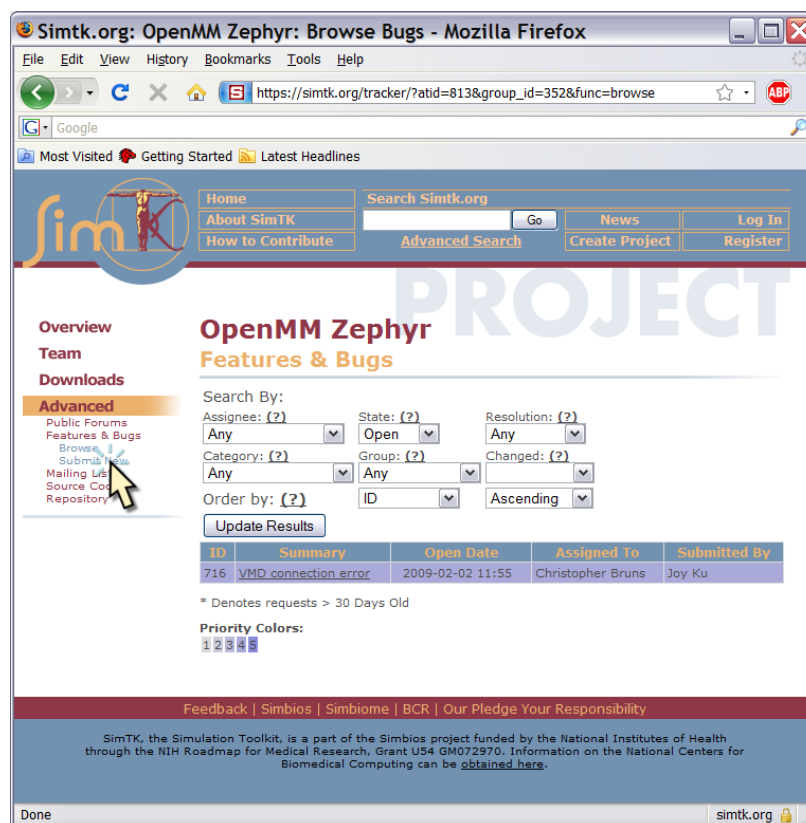 Simtk.org: OpenMM Zephyr: Browse Bugs - Mozilla Firefox
File Edit View History Bookmarks Tools Help
S https://simtk.org/tracker/?atid=813&group_id=352&func=browse ABP
G Google
Most Visited Getting Started Latest Headlines
SimTK
Home Search Simtk.org
About SimTK Go News Log In
How to Contribute Advanced Search Create Project Register
PROJECT
Overview
Team
Downloads
Advanced
Public Forums
Features & Bugs
Browse
Submit New
Mailing
Source
Repository
OpenMM Zephyr
Features & Bugs
Search By:
Assignee: (?) State: (?) Resolution: (?)
Any Open Any
Category: (?) Group: (?) Changed: (?)
Any Any
Order by: (?) ID Ascending
Update Results
ID Summary Open Date Assigned To Submitted By
716 VMD connection error 2009-02-02 11:55 Christopher Bruns Joy Ku
* Denotes requests > 30 Days Old
Priority Colors:
1 2 3 4 5
Feedback | Simbios | Simbiome | BCR | Our Pledge Your Responsibility
SimTK, the Simulation Toolkit, is a part of the Simbios project funded by the National Institutes of Health
through the NIH Roadmap for Medical Research, Grant U54 GM072970. Information on the National Centers for
Biomedical Computing can be obtained here.
Done simtk.org